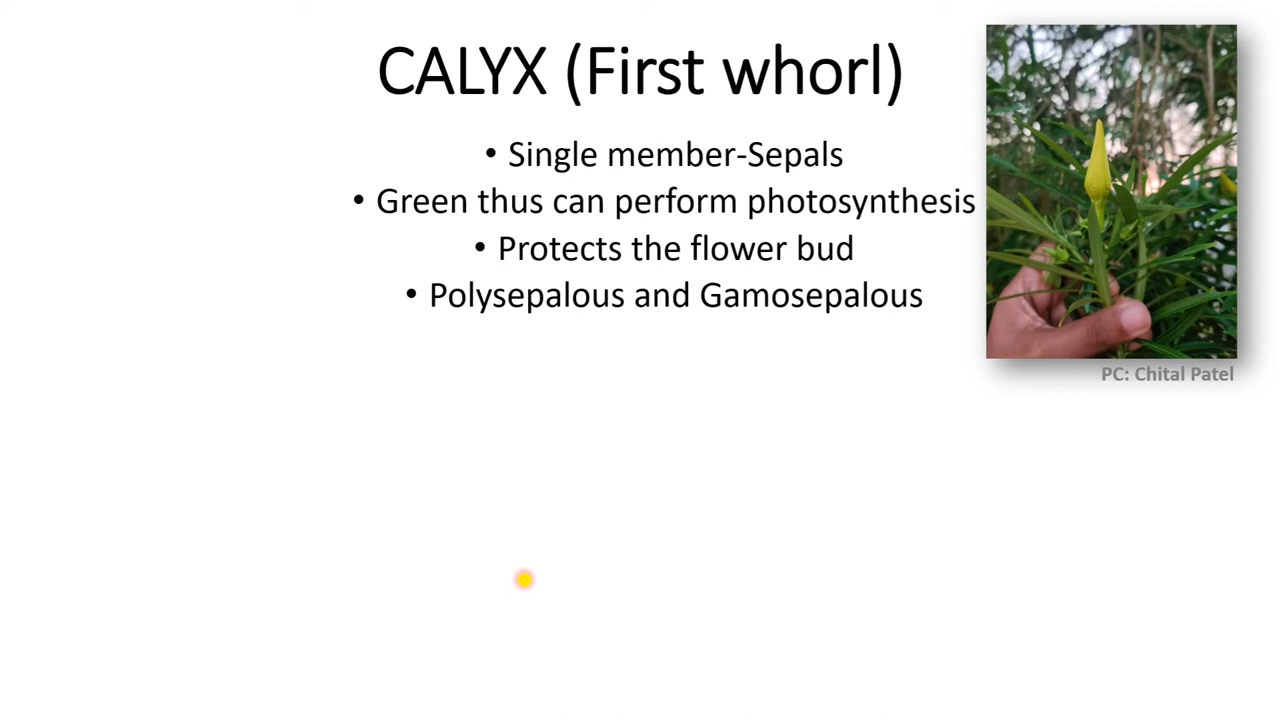 CALYX (First whorl)
• Single member-Sepals
• Green thus can perform photosynthesis
• Protects the flower bud
• Polysepalous and Gamosepalous
PC: Chital Patel